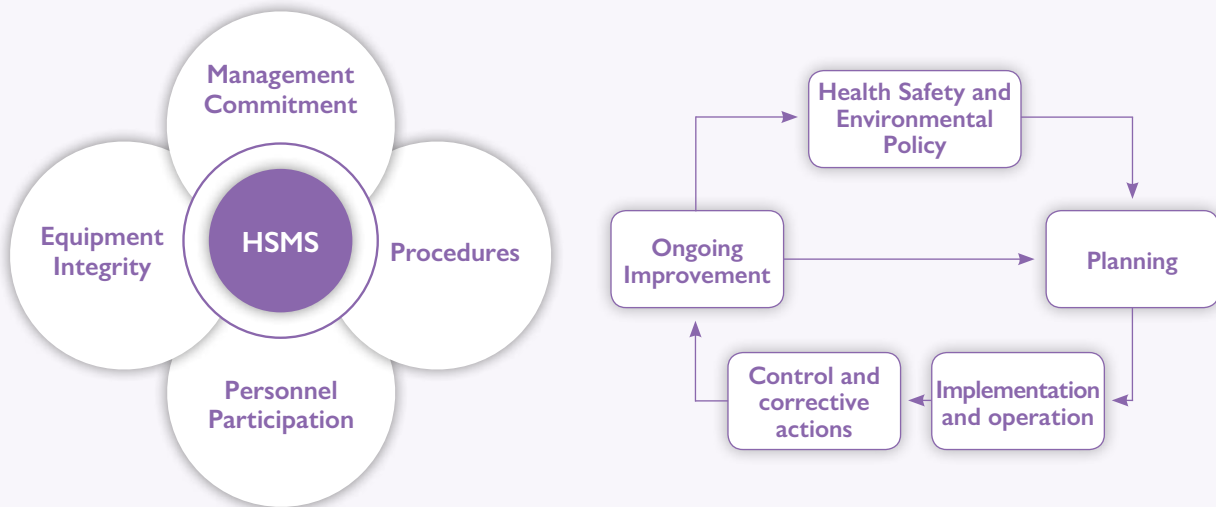 Management
Commitment
Equipment
Integrity
HSMS
Procedures
Personnel
Participation
Health Safety and
Environmental
Policy
Ongoing
Improvement
Planning
Control and
corrective
actions
Implementation
and operation